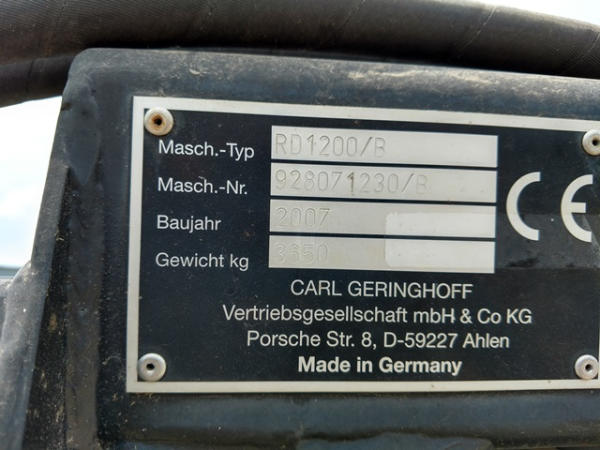 Masch.-Typ RD1200/B
Masch.-Nr. 928071230/B
Baujahr 2007
Gewicht kg 3650
CE
CARL GERINGHOFF
Vertriebsgesellschaft mbH & Co KG
Porsche Str. 8, D-59227 Ahlen
Made in Germany